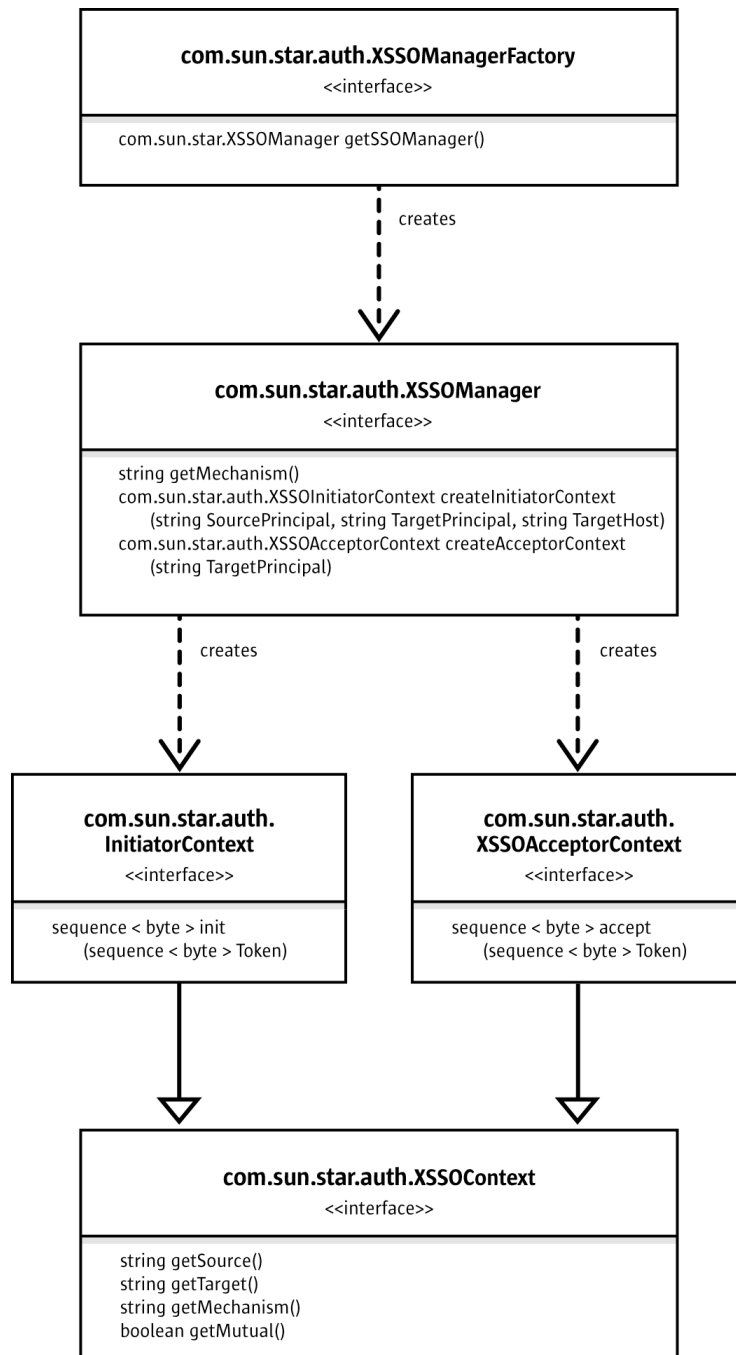 com.sun.star.auth.XSSOManagerFactory
<<interface>>
com.sun.star.XSSOManager getSSOManager()
creates
com.sun.star.auth.XSSOManager
<<interface>>
string getMechanism()
com.sun.star.auth.XSSOInitiatorContext createInitiatorContext
(string SourcePrincipal, string TargetPrincipal, string TargetHost)
com.sun.star.auth.XSSOAcceptorContext createAcceptorContext
(string TargetPrincipal)
creates
creates
com.sun.star.auth.
InitiatorContext
<<interface>>
sequence < byte > init
(sequence < byte > Token)
com.sun.star.auth.
XSSOAcceptorContext
<<interface>>
sequence < byte > accept
(sequence < byte > Token)
com.sun.star.auth.XSSOContext
<<interface>>
string getSource()
string getTarget()
string getMechanism()
boolean getMutual()